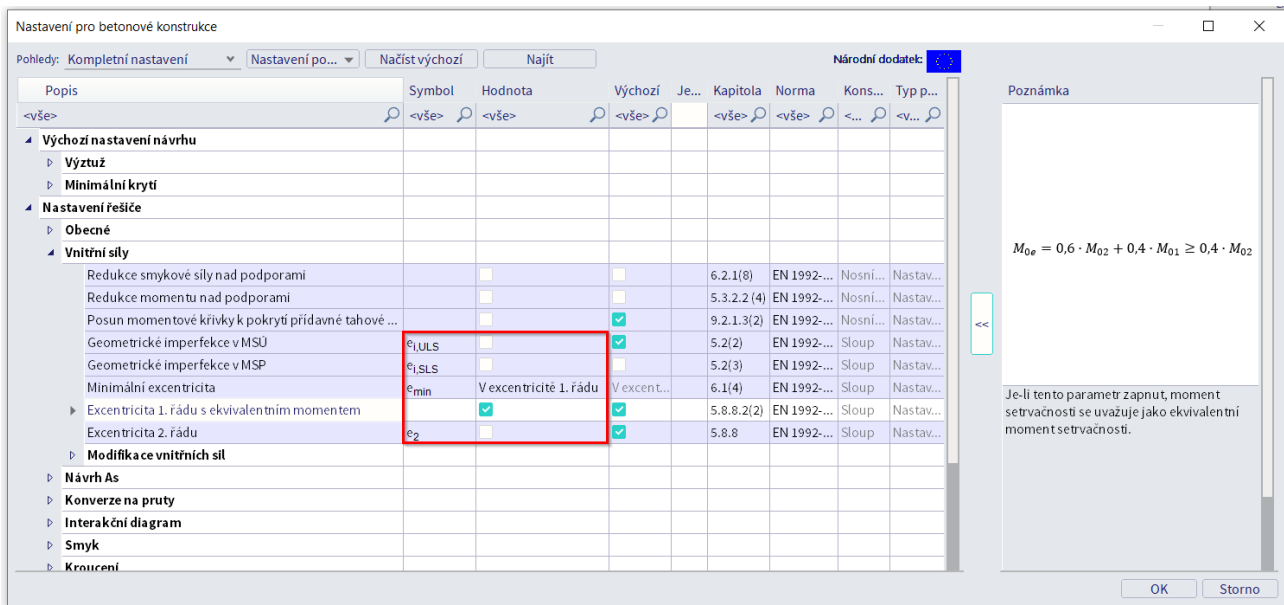 Nastavení pro betonové konstrukce
Pohledy: Kompletní nastavení Nastavení po... Načíst výchozí Najít Národní dodatek:
Popis Symbol Hodnota Výchozí Je... Kapitola Norma Kons... Typ p... Poznámka
<vše> <vše> <vše> <vše> <vše> <vše> <... <v...
Výchozí nastavení návrhu
Výztuž
Minimální krytí
Nastavení řešiče
Obecné
Vnitřní síly
Redukce smykové síly nad podporami 6.2.1(8) EN 1992-... Nosní... Nastav...
Redukce momentu nad podporami 5.3.2.2 (4) EN 1992-... Nosní... Nastav...
Posun momentové křivky k pokrytí přídavné tahové ... 9.2.1.3(2) EN 1992-... Nosní... Nastav...
Geometrické imperfekce v MSÚ e_i,ULS 5.2(2) EN 1992-... Sloup Nastav...
Geometrické imperfekce v MSP e_i,SLS 5.2(3) EN 1992-... Sloup Nastav...
Minimální excentricita e_min V excentricitě 1. řádu V excent... 6.1(4) EN 1992-... Sloup Nastav...
Excentricita 1. řádu s ekvivalentním momentem 5.8.8.2(2) EN 1992-... Sloup Nastav...
Excentricita 2. řádu e_2 5.8.8 EN 1992-... Sloup Nastav...
Modifikace vnitřních sil
Návrh As
Konverze na pruty
Interakční diagram
Smyk
Kroucení
<<
M_0e = 0,6 · M_02 + 0,4 · M_01 ≥ 0,4 · M_02
Je-li tento parametr zapnut, moment
setrvačnosti se uvažuje jako ekvivalentní
moment setrvačnosti.
OK Storno